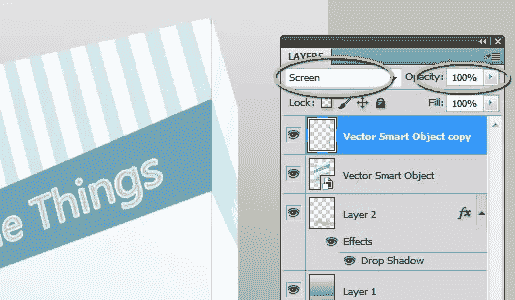 LAYERS
Screen Opacity: 100%
Lock: Fill: 100%
Vector Smart Object copy
Vector Smart Object
Layer 2 fx
Effects
Drop Shadow
Layer 1
e Things